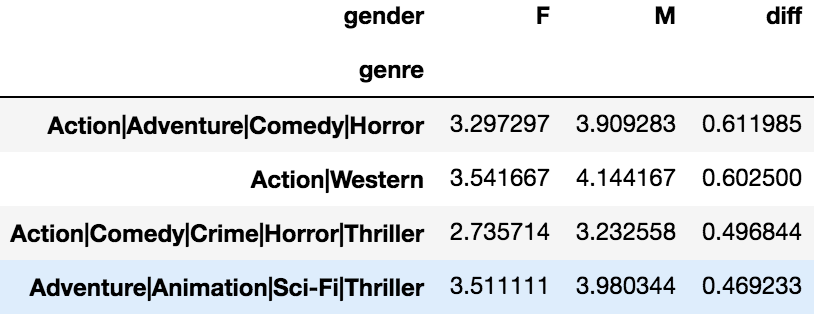 gender F M diff
genre
Action|Adventure|Comedy|Horror 3.297297 3.909283 0.611985
Action|Western 3.541667 4.144167 0.602500
Action|Comedy|Crime|Horror|Thriller 2.735714 3.232558 0.496844
Adventure|Animation|Sci-Fi|Thriller 3.511111 3.980344 0.469233